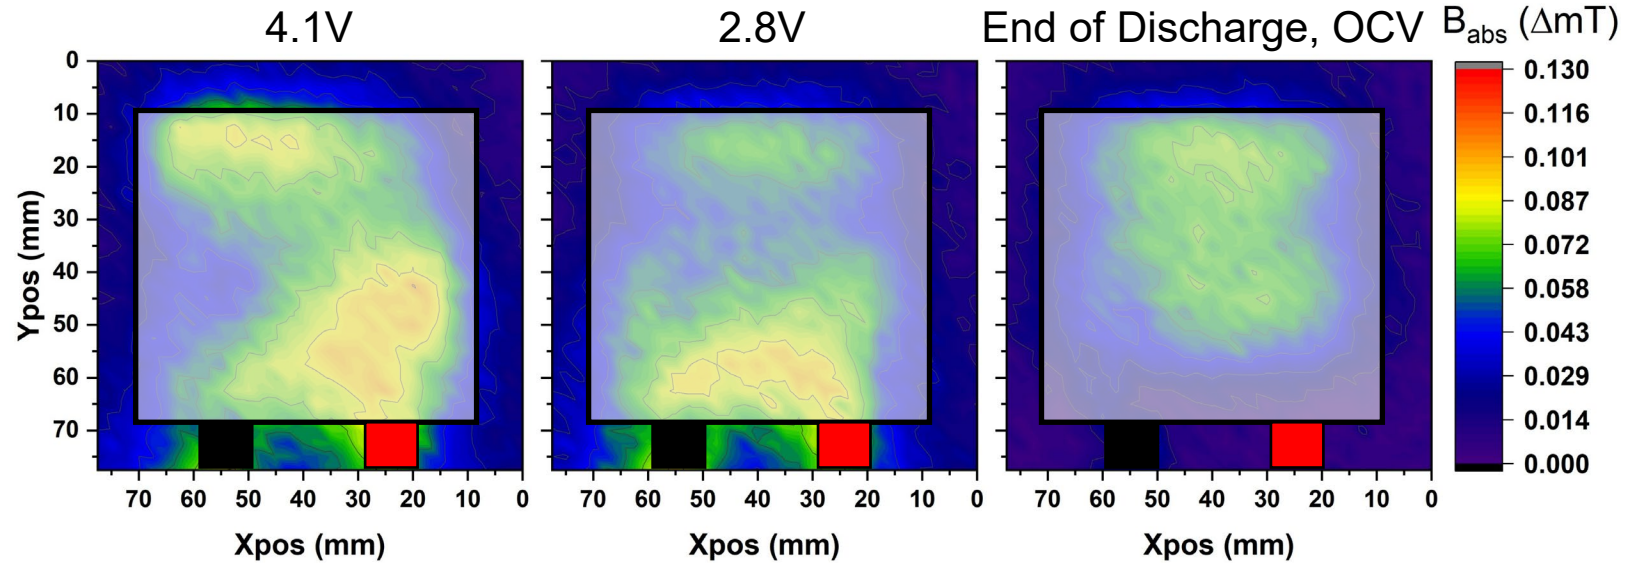 4.1V
2.8V
End of Discharge, OCV
B_abs (ΔmT)
Ypos (mm)
0
10
20
30
40
50
60
70
70 60 50 40 30 20 10 0
70 60 50 40 30 20 10 0
70 60 50 40 30 20 10 0
Xpos (mm)
Xpos (mm)
Xpos (mm)
0.130
0.116
0.101
0.087
0.072
0.058
0.043
0.029
0.014
0.000